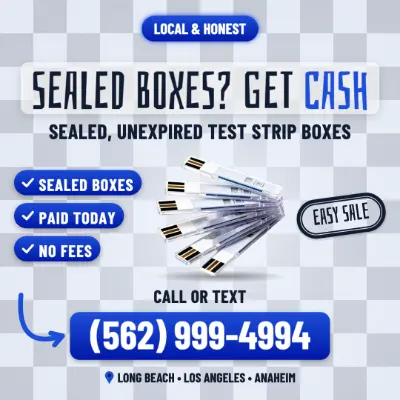 LOCAL & HONEST
SEALED BOXES? GET CASH
SEALED, UNEXPIRED TEST STRIP BOXES
SEALED BOXES
PAID TODAY
NO FEES
EASY SALE
CALL OR TEXT
(562) 999-4994
LONG BEACH • LOS ANGELES • ANAHEIM